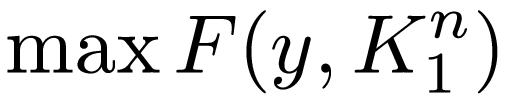 max F(y, K_1^n)